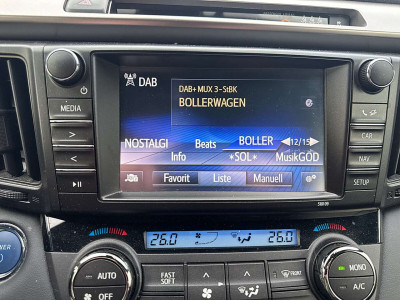 MEDIA
>
<
DAB
DAB+ MUX 3-StBK
BOLLERWAGEN
NOSTALGI Beats BOLLER 12/15
Info *SOL* MusikGOD
Favorit Liste Manuell
CAR
NAV
SETUP
26.0 26.0
AUTO
OFF
FAST
SOFT
FRONT
MONO
A/C